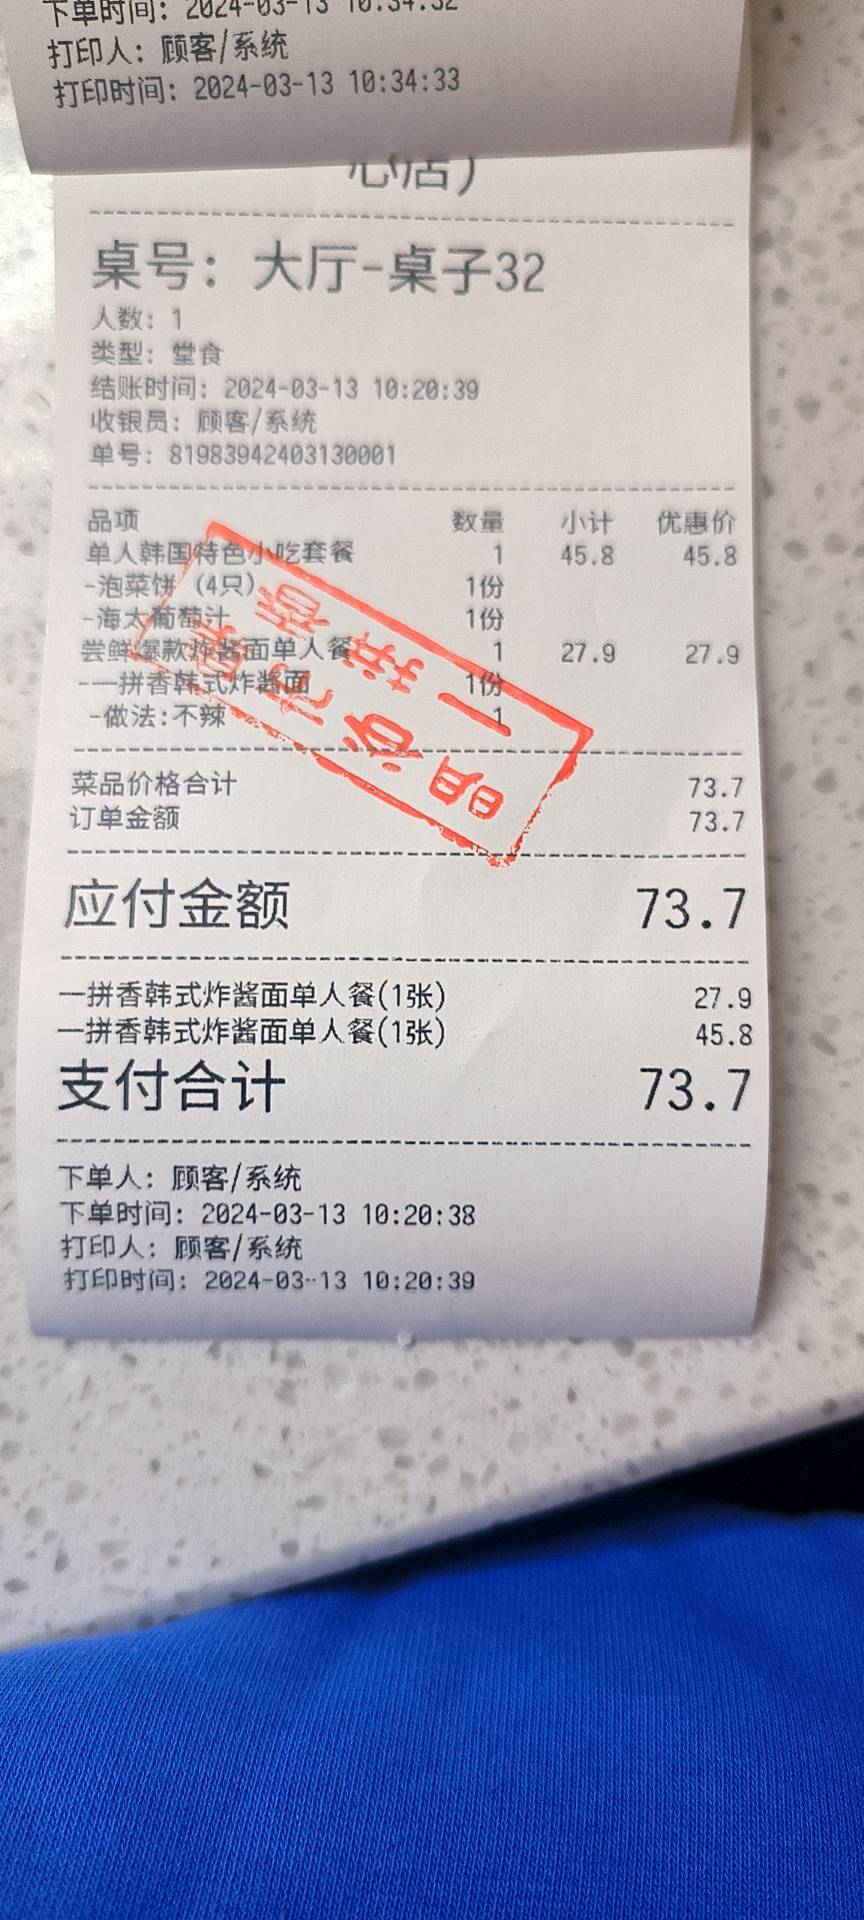 下单时间: 2024-03-13 10:34:32
打印人: 顾客/系统
打印时间: 2024-03-13 10:34:33
心店)
桌号: 大厅-桌子32
人数: 1
类型: 堂食
结账时间: 2024-03-13 10:20:39
收银员: 顾客/系统
单号: 81983942403130001
品项 数量 小计 优惠价
单人韩国特色小吃套餐 1 45.8 45.8
-泡菜饼 (4只) 1份
-海太葡萄汁 1份
尝鲜爆款炸酱面单人餐 1 27.9 27.9
-一拼香韩式炸酱面 1份
-做法:不辣 1
菜品价格合计 73.7
订单金额 73.7
应付金额 73.7
一拼香韩式炸酱面单人餐(1张) 27.9
一拼香韩式炸酱面单人餐(1张) 45.8
支付合计 73.7
下单人: 顾客/系统
下单时间: 2024-03-13 10:20:38
打印人: 顾客/系统
打印时间: 2024-03-13 10:20:39
一拼香